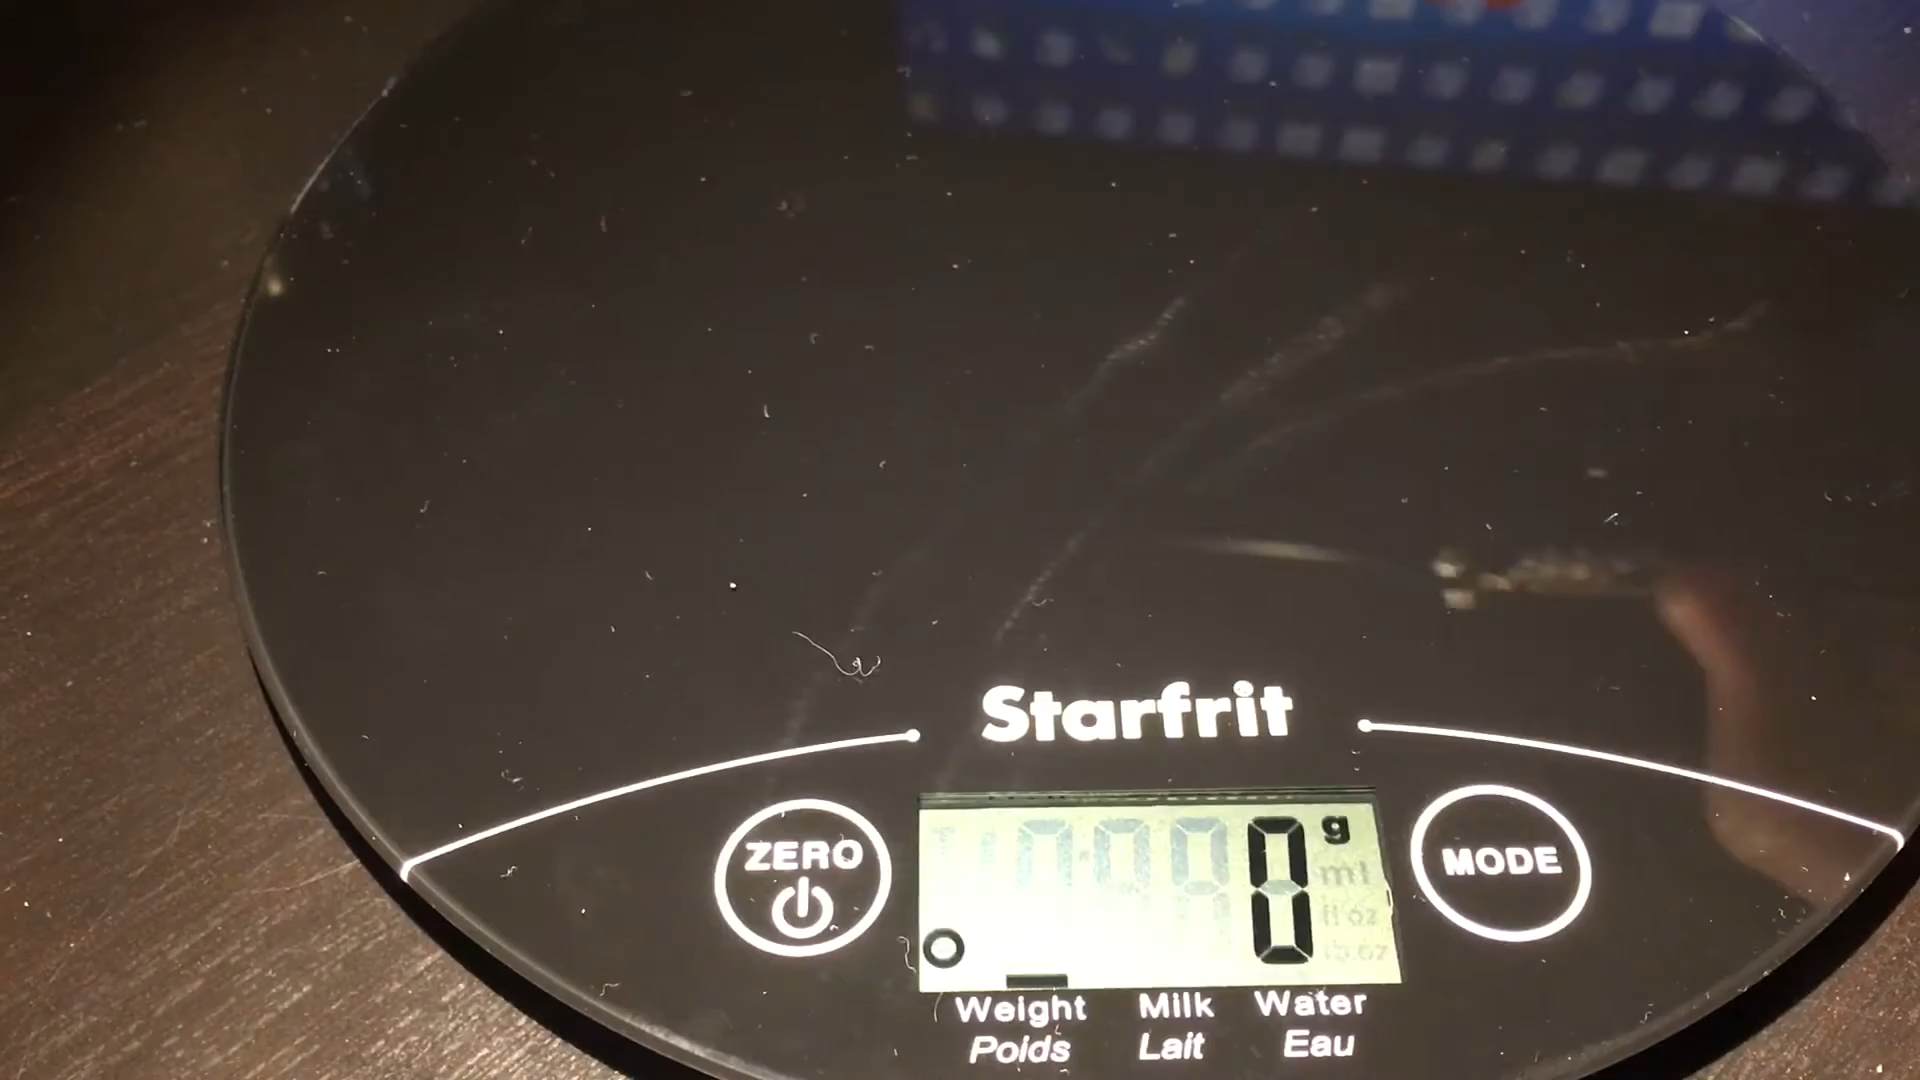 Starfrit
ZERO
0 g
ml
fl oz
lb:oz
MODE
Weight Milk Water
Poids Lait Eau